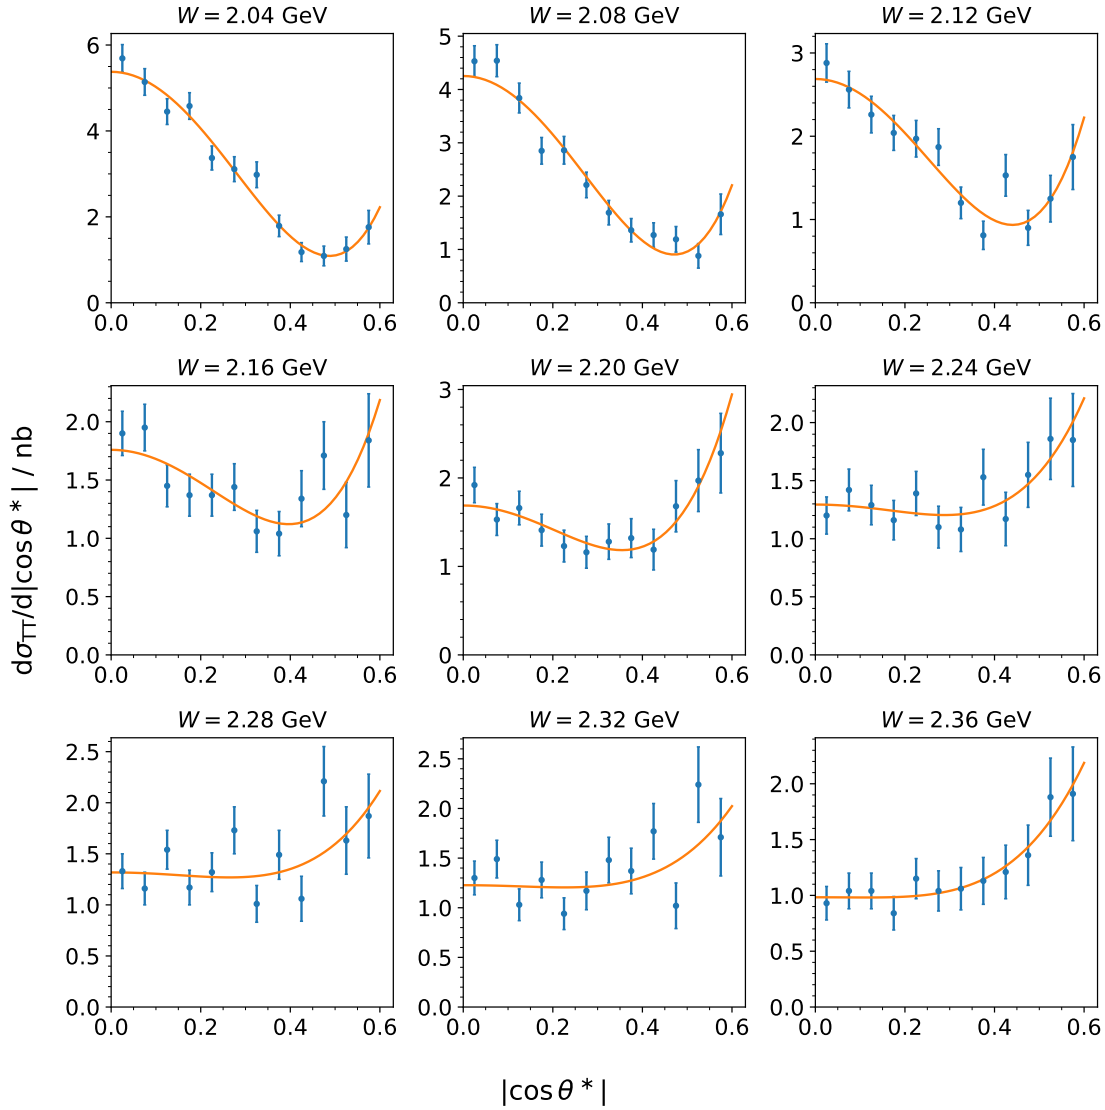 W = 2.04 GeV
W = 2.08 GeV
W = 2.12 GeV
6
4
2
0
0.0 0.2 0.4 0.6
5
4
3
2
1
0
0.0 0.2 0.4 0.6
3
2
1
0
0.0 0.2 0.4 0.6
W = 2.16 GeV
W = 2.20 GeV
W = 2.24 GeV
2.0
1.5
1.0
0.5
0.0
0.0 0.2 0.4 0.6
3
2
1
0
0.0 0.2 0.4 0.6
2.0
1.5
1.0
0.5
0.0
0.0 0.2 0.4 0.6
dσTT/d|cos θ*| / nb
W = 2.28 GeV
W = 2.32 GeV
W = 2.36 GeV
2.5
2.0
1.5
1.0
0.5
0.0
0.0 0.2 0.4 0.6
2.5
2.0
1.5
1.0
0.5
0.0
0.0 0.2 0.4 0.6
2.0
1.5
1.0
0.5
0.0
0.0 0.2 0.4 0.6
|cos θ*|